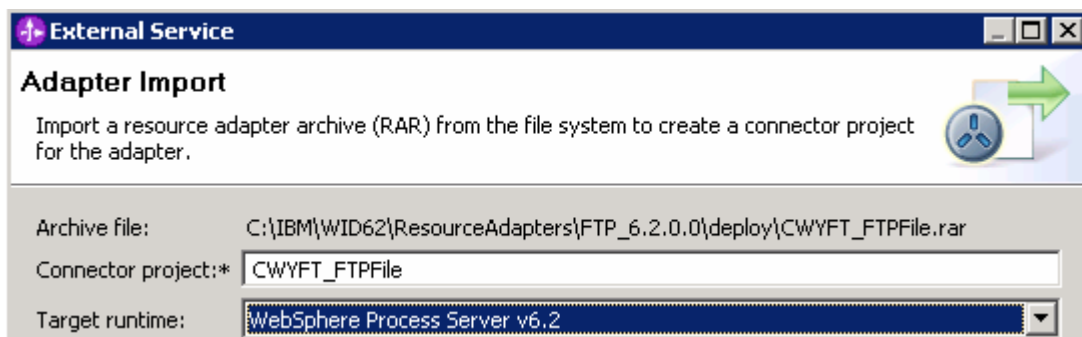 External Service
Adapter Import
Import a resource adapter archive (RAR) from the file system to create a connector project
for the adapter.
Archive file: C:\IBM\WID62\ResourceAdapters\FTP_6.2.0.0\deploy\CWYFT_FTPFile.rar
Connector project:* CWYFT_FTPFile
Target runtime: WebSphere Process Server v6.2